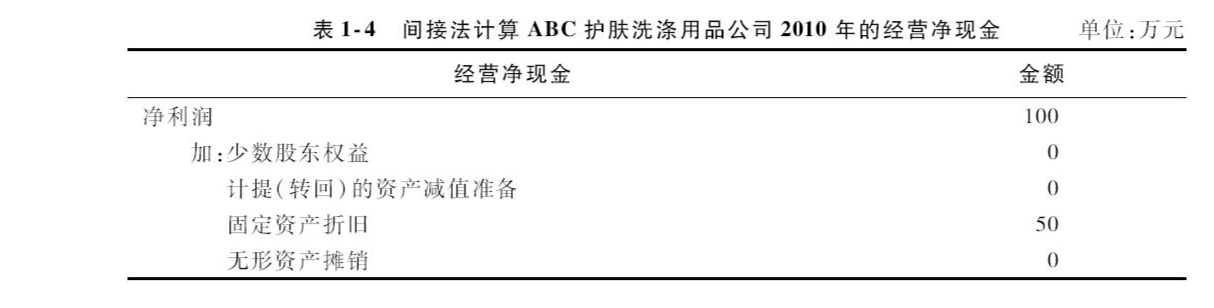 表 1-4 间接法计算 ABC 护肤洗涤用品公司 2010 年的经营净现金 单位:万元
经营净现金 金额
净利润 100
加:少数股东权益 0
计提(转回)的资产减值准备 0
固定资产折旧 50
无形资产摊销 0